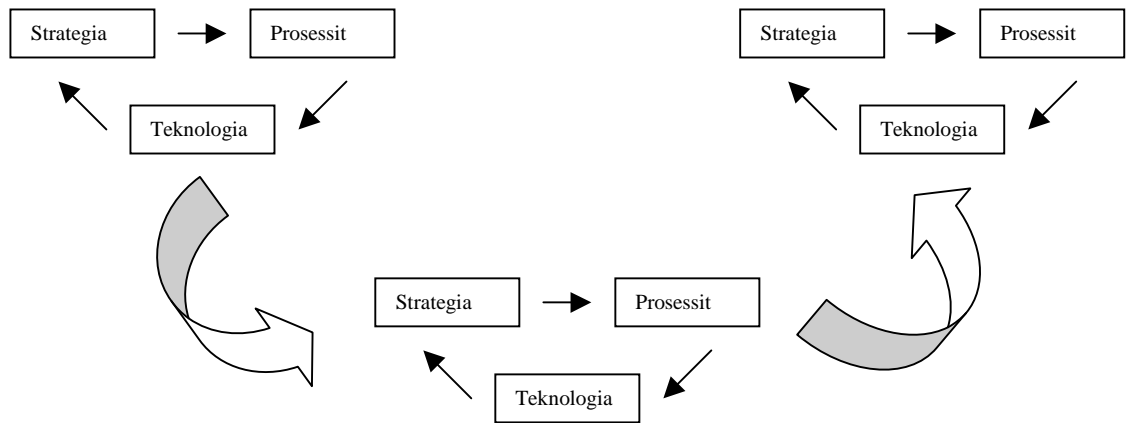 Strategia
Prosessit
Teknologia
Strategia
Prosessit
Teknologia
Strategia
Prosessit
Teknologia